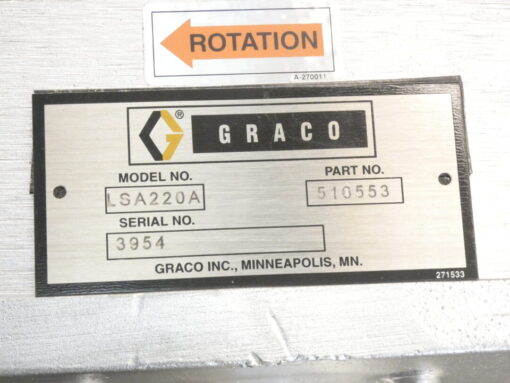 ROTATION
A-270011
® GRACO
MODEL NO. PART NO.
LSA220A 510553
SERIAL NO.
3954
GRACO INC., MINNEAPOLIS, MN.
271533